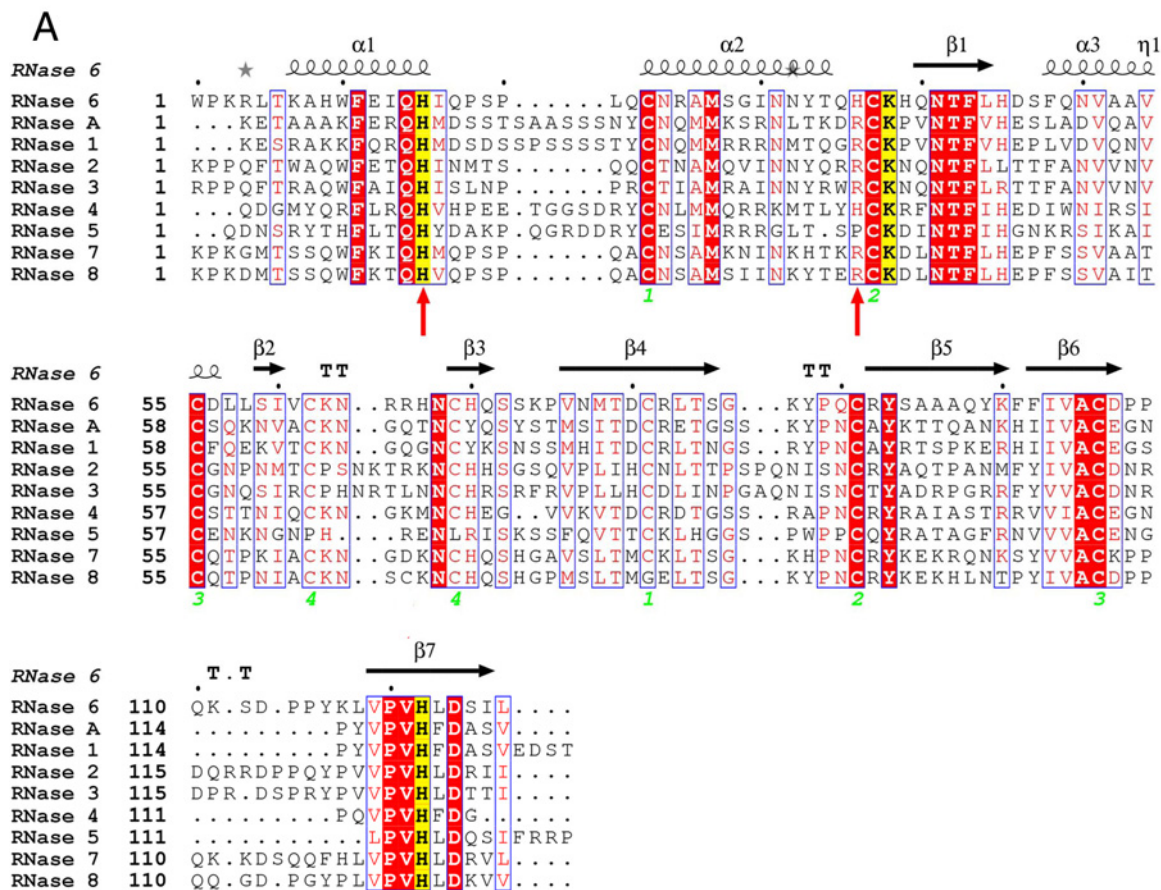 A
α1 α2 β1 α3 η1
RNase 6
RNase 6 1 WPKRLTKAHWFEIQHIQPSP......LQCNRAMSGINNYTQHCKHQNTFLHDSFQNVAAV
RNase A 1 ...KETAAAKFERQHMDSSTSAASSSNYCNQMMKSRNLTKDRCKPVNTFVHESLADVQAV
RNase 1 1 ...KESRAKKFQRQHMDSDSSPSSSSTYCNQMMRRRNMTQGRCKPVNTFVHEPLVDVQNV
RNase 2 1 KPPQFTWAQWFETQHINMTS......QQCTNAMQVINNYQRRCKNQNTFLLTTFANVVNV
RNase 3 1 RPPQFTRAQWFAIQHISLNP......PRCTIAMRAINNYRWRCKNQNTFLRTTFANVVNV
RNase 4 1 ...QDGMYQRFLRQHVHPEE.TGGSDRYCNLMMQRRKMTLYHCKRFNTFIHEDIWNIRSI
RNase 5 1 ..QDNSRYTHFLTQHYDAKP.QGRDDRYCESIMRRRGLT.SPCKDINTFIHGNKRSIKAI
RNase 7 1 KPKGMTSSQWFKIQHMQPSP......QACNSAMKNINKHTKRCKDLNTFLHEPFSSVAAT
RNase 8 1 KPKDMTSSQWFKTQHVQPSP......QACNSAMSIINKYTERCKDLNTFLHEPFSSVAIT
1 2
β2 β3 β4 β5 β6
RNase 6 TT TT
RNase 6 55 CDLLSIVCKN..RRHNCHQSSKPVNMTDCRLTSG...KYPQCRYSAAAQYKFFIVACDPP
RNase A 58 CSQKNVACKN..GQTNCYQSYSTMSITDCRETGSS..KYPNCAYKTTQANKHIIVACEGN
RNase 1 58 CFQEKVTCKN..GQGNCYKSNSSMHITDCRLTNGS..RYPNCAYRTSPKERHIIVACEGS
RNase 2 55 CGNPNMTCPSNKTRKNCHHSGSQVPLIHCNLTTPSPQNISNCRYAQTPANMFYIVACDNR
RNase 3 55 CGNQSIRCPHNRTLNNCHRSRFRVPLLHCDLINPGAQNISNCTYADRPGRRFYVVACDNR
RNase 4 57 CSTTNIQCKN..GKMNCHEG..VVKVTDCRDTGSS..RAPNCRYRAIASTRRVVIACEGN
RNase 5 57 CENKNGNPH...RENLRISKSSFQVTTCKLHGGS..PWPPCQYRATAGFRNVVVACENG
RNase 7 55 CQTPKIACKN..GDKNCHQSHGAVSLTMCKLTSG...KHPNCRYKEKRQNKSYVVACKPP
RNase 8 55 CQTPNIACKN..SCKNCHQSHGPMSLTMGELTSG...KYPNCRYKEKHLNTPYIVACDPP
3 4 4 1 2 3
β7
RNase 6 T.T
RNase 6 110 QK.SD.PPYKLVPVHLDSIL....
RNase A 114 .........PYVPVHFDASV....
RNase 1 114 .........PYVPVHFDASVEDST
RNase 2 115 DQRRDPPQYPVVPVHLDRII....
RNase 3 115 DPR.DSPRYPVVPVHLDTTI....
RNase 4 111 .........PQVPVHFDG......
RNase 5 111 ...........LPVHLDQSIFRRP
RNase 7 110 QK.KDSQQFHLVPVHLDRVL....
RNase 8 110 QQ.GD.PGYPLVPVHLDKVV....